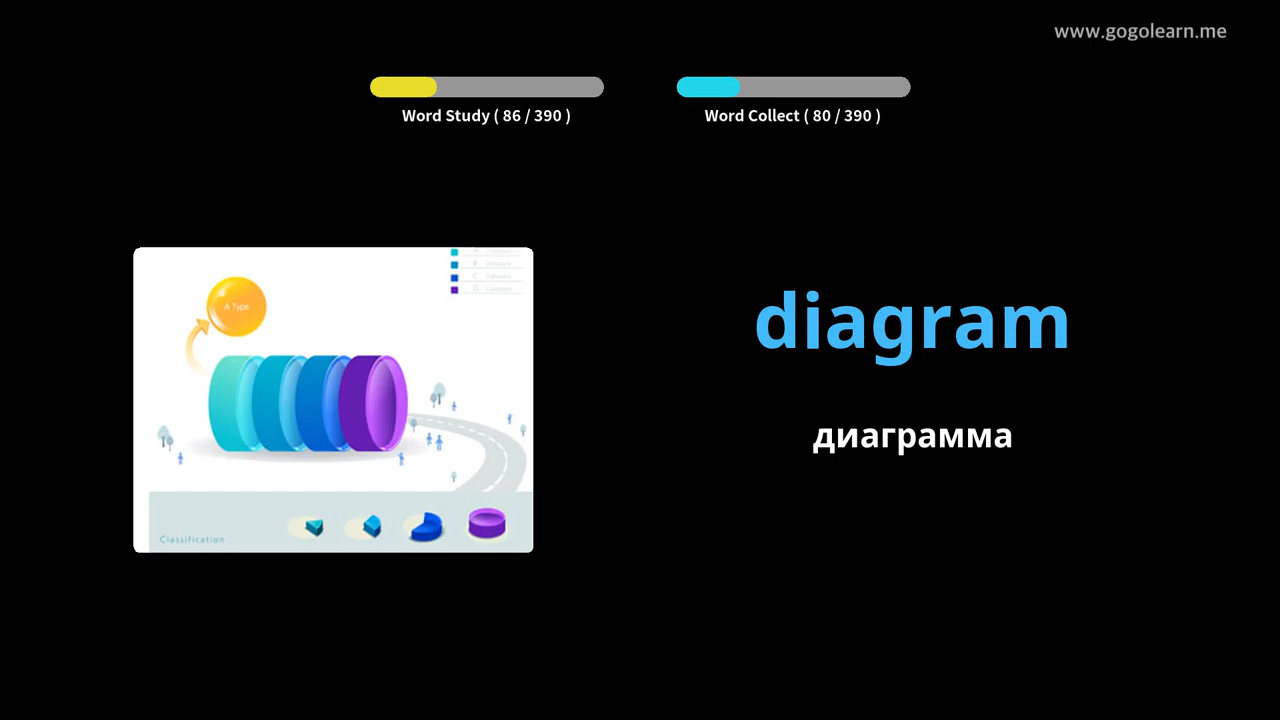 www.gogolearn.me
Word Study ( 86 / 390 )
Word Collect ( 80 / 390 )
A Type
B
C
D
diagram
диаграмма
Classification